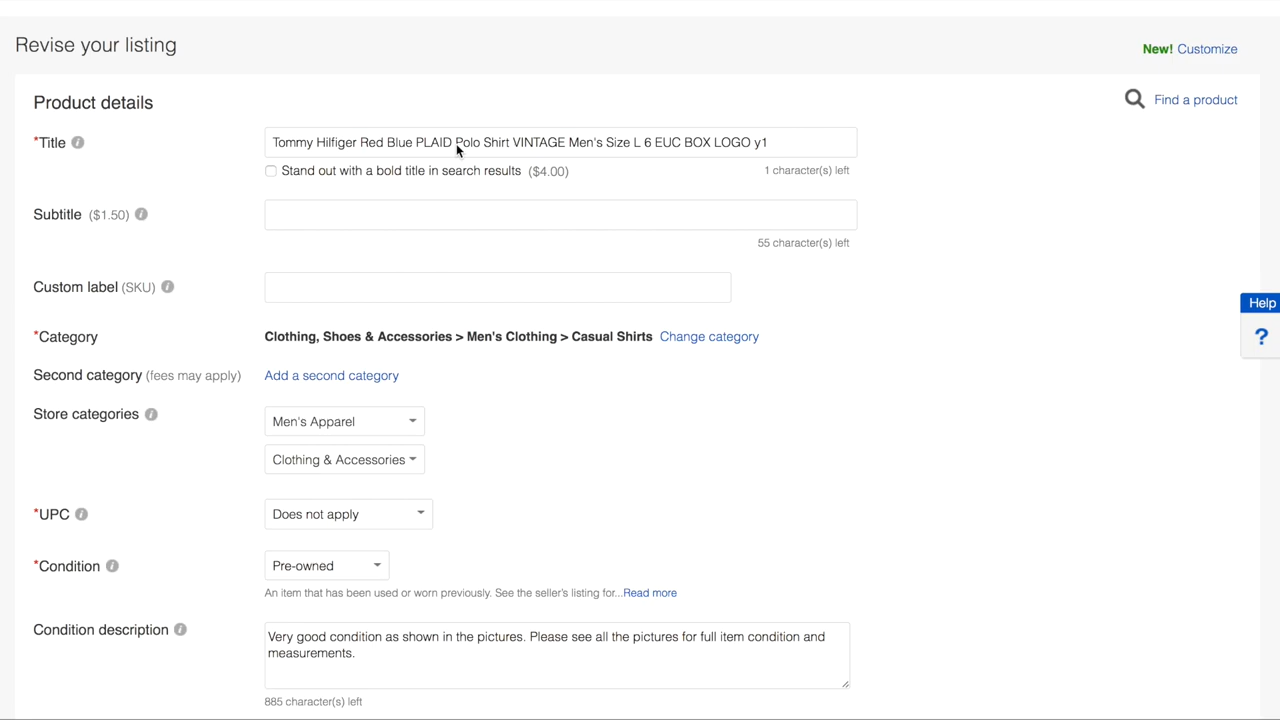 Revise your listing
New! Customize
Product details
Find a product
*Title
Tommy Hilfiger Red Blue PLAID Polo Shirt VINTAGE Men's Size L 6 EUC BOX LOGO y1
Stand out with a bold title in search results ($4.00)
1 character(s) left
Subtitle ($1.50)
55 character(s) left
Custom label (SKU)
Help
?
*Category
Clothing, Shoes & Accessories > Men's Clothing > Casual Shirts Change category
Second category (fees may apply)
Add a second category
Store categories
Men's Apparel
Clothing & Accessories
*UPC
Does not apply
*Condition
Pre-owned
An item that has been used or worn previously. See the seller's listing for...Read more
Condition description
Very good condition as shown in the pictures. Please see all the pictures for full item condition and
measurements.
885 character(s) left